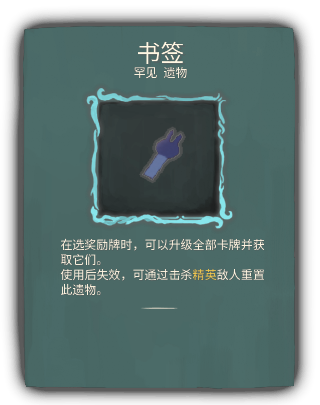 书签
罕见 遗物
在选奖励牌时，可以升级全部卡牌并获
取它们。
使用后失效，可通过击杀精英敌人重置
此遗物。